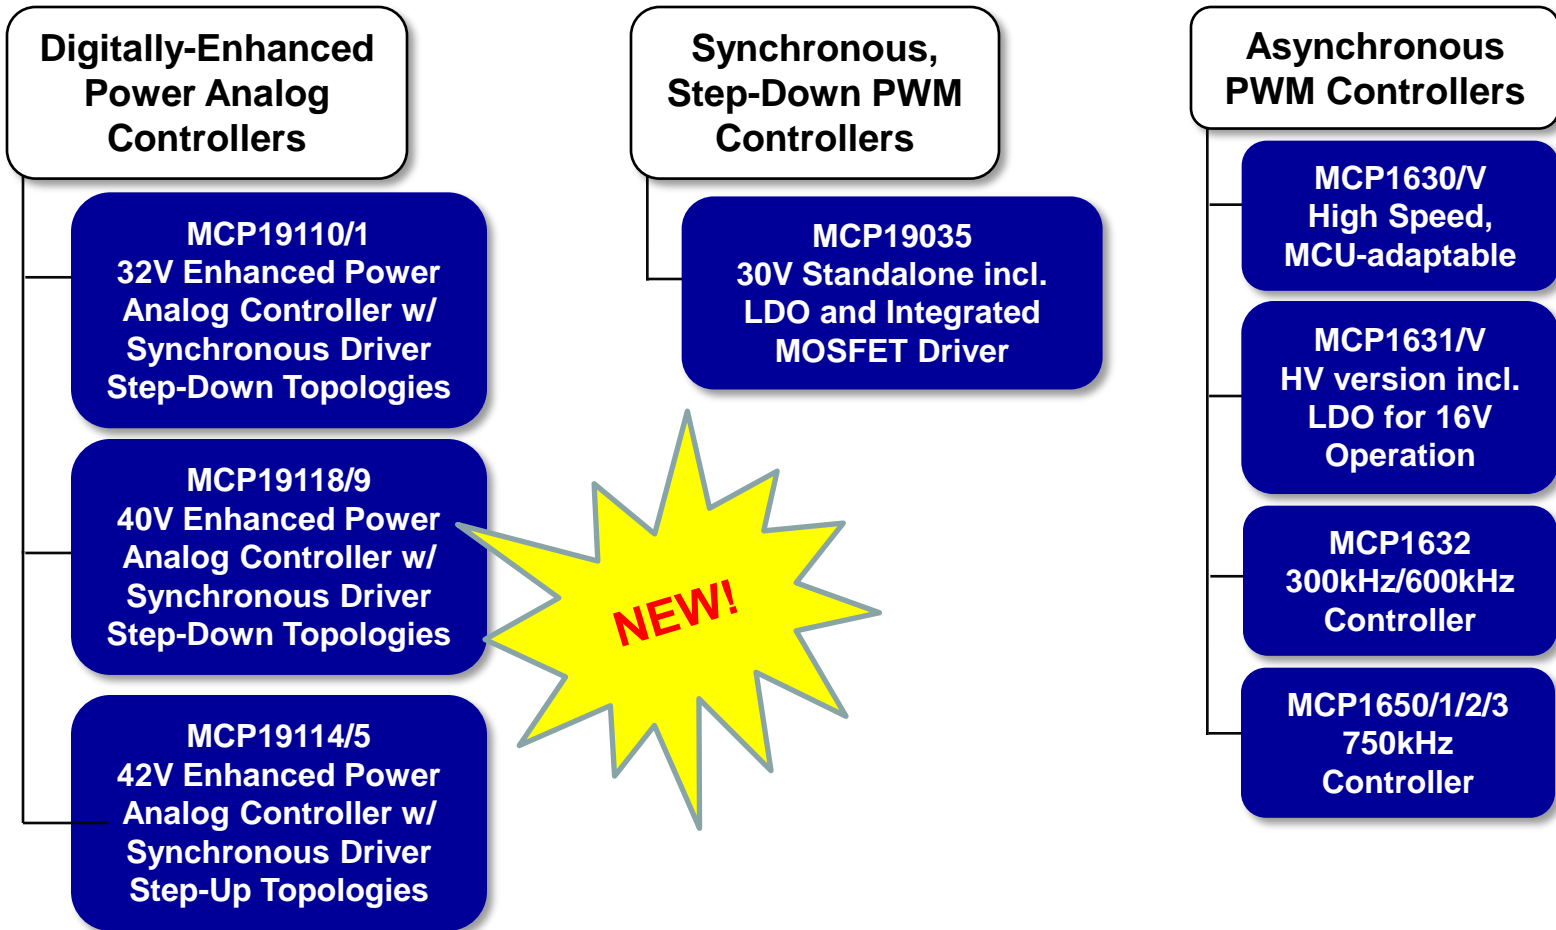 Digitally-Enhanced
Power Analog
Controllers
MCP19110/1
32V Enhanced Power
Analog Controller w/
Synchronous Driver
Step-Down Topologies
MCP19118/9
40V Enhanced Power
Analog Controller w/
Synchronous Driver
Step-Down Topologies
MCP19114/5
42V Enhanced Power
Analog Controller w/
Synchronous Driver
Step-Up Topologies
Synchronous,
Step-Down PWM
Controllers
MCP19035
30V Standalone incl.
LDO and Integrated
MOSFET Driver
NEW!
Asynchronous
PWM Controllers
MCP1630/V
High Speed,
MCU-adaptable
MCP1631/V
HV version incl.
LDO for 16V
Operation
MCP1632
300kHz/600kHz
Controller
MCP1650/1/2/3
750kHz
Controller